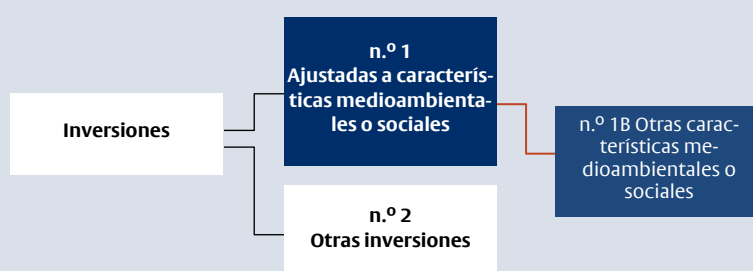 n.º 1
Ajustadas a caracterís-
ticas medioambienta-
les o sociales
Inversiones
n.º 1B Otras carac-
terísticas me-
dioambientales o
sociales
n.º 2
Otras inversiones